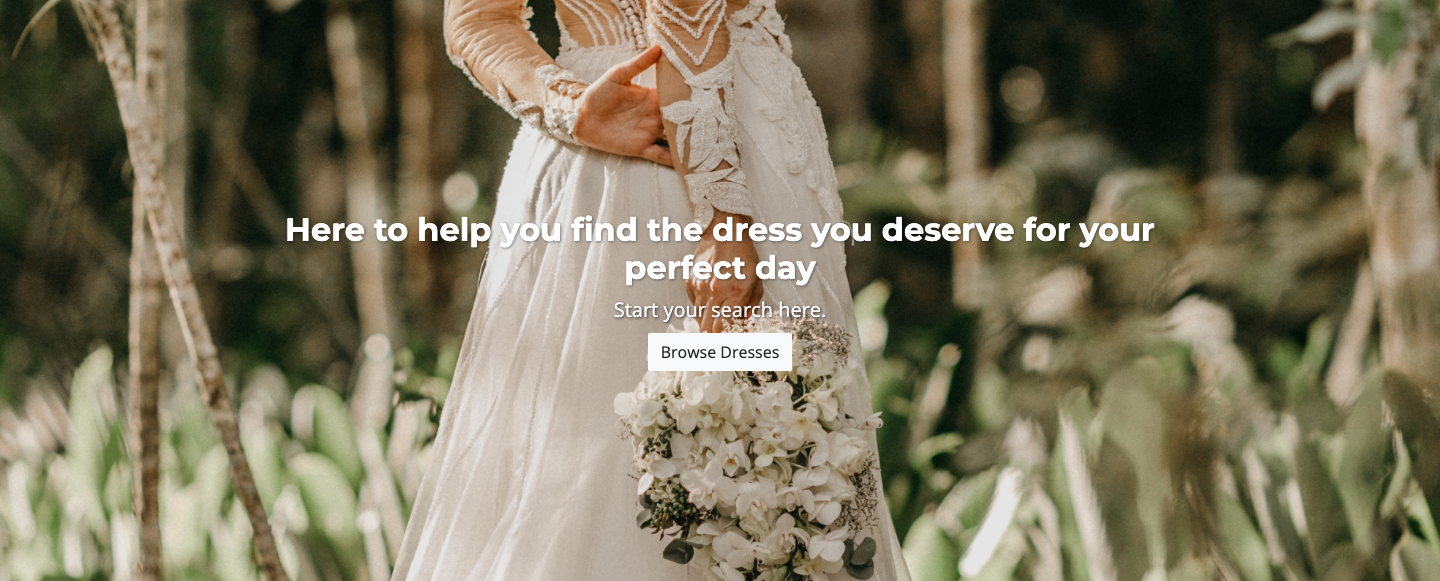 Here to help you find the dress you deserve for your
perfect day
Start your search here.
Browse Dresses